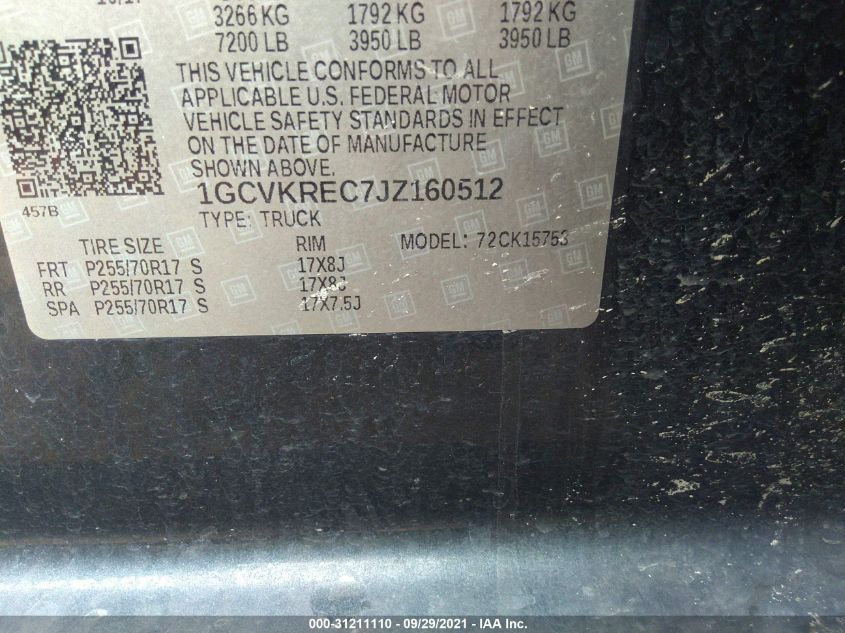 3266 KG 1792 KG 1792 KG
7200 LB 3950 LB 3950 LB
THIS VEHICLE CONFORMS TO ALL
APPLICABLE U.S. FEDERAL MOTOR
VEHICLE SAFETY STANDARDS IN EFFECT
ON THE DATE OF MANUFACTURE
SHOWN ABOVE.
1GCVKREC7JZ160512
457B
TYPE: TRUCK
TIRE SIZE RIM MODEL: 72CK15753
FRT P255/70R17 S 17X8J
RR P255/70R17 S 17X8J
SPA P255/70R17 S 17X7.5J
000-31211110 - 09/29/2021 - IAA Inc.